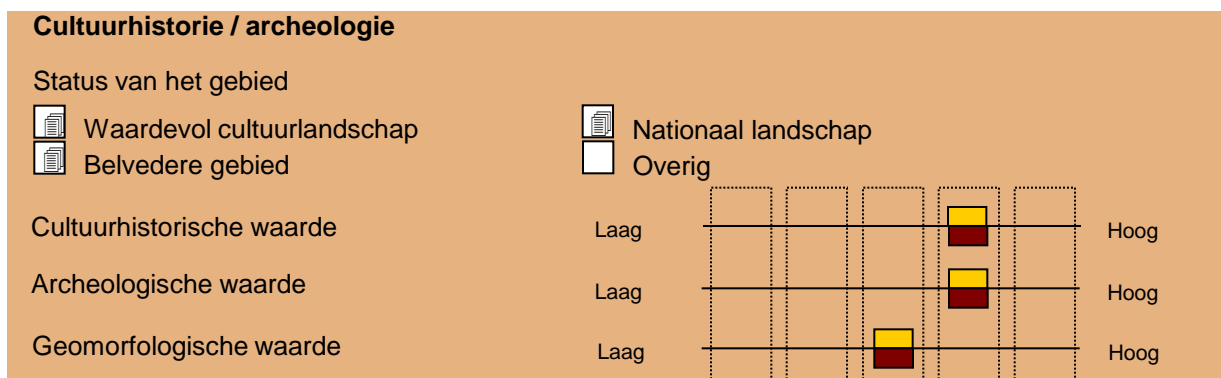 Cultuurhistorie / archeologie
Status van het gebied
Waardevol cultuurlandschap Nationaal landschap
Belvedere gebied Overig
Cultuurhistorische waarde Laag Hoog
Archeologische waarde Laag Hoog
Geomorfologische waarde Laag Hoog